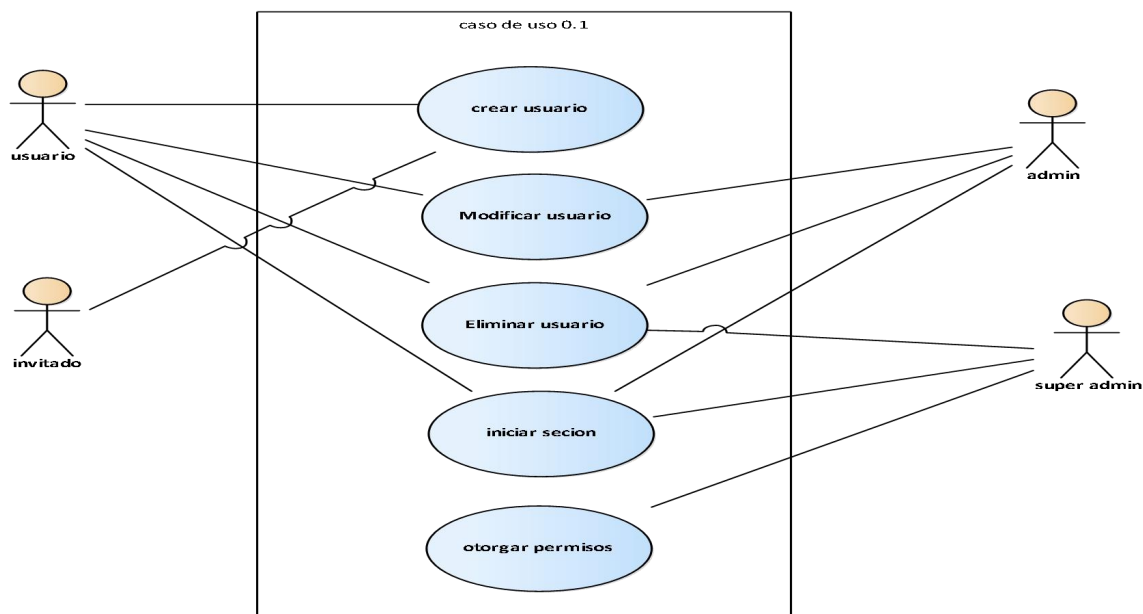 caso de uso 0.1
crear usuario
usuario
admin
Modificar usuario
Eliminar usuario
invitado
super admin
iniciar secion
otorgar permisos